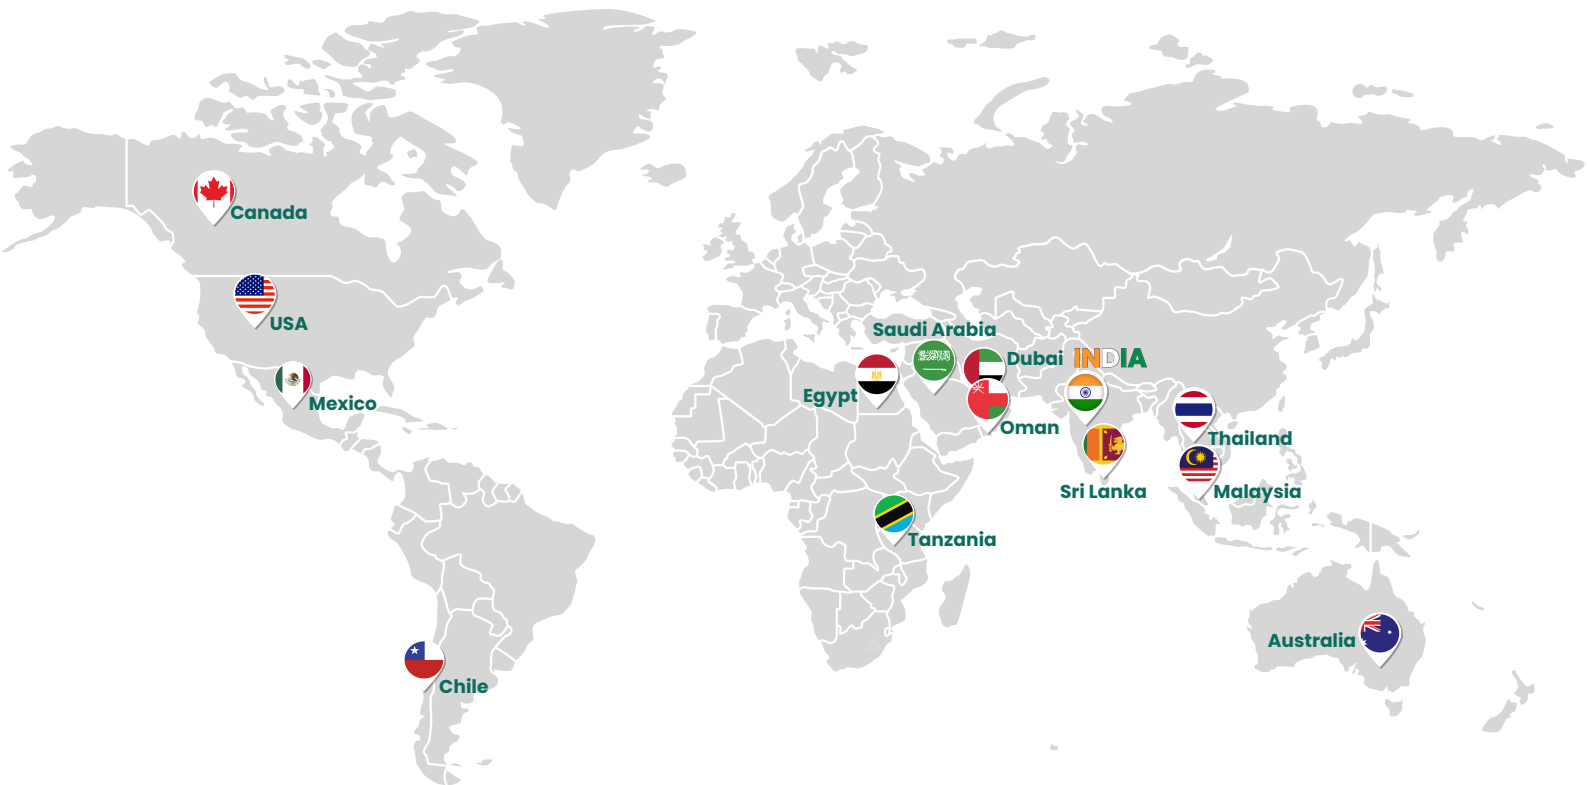 Canada
USA
Mexico
Saudi Arabia
Dubai
INDIA
Egypt
Oman
Thailand
Sri Lanka
Malaysia
Tanzania
Australia
Chile